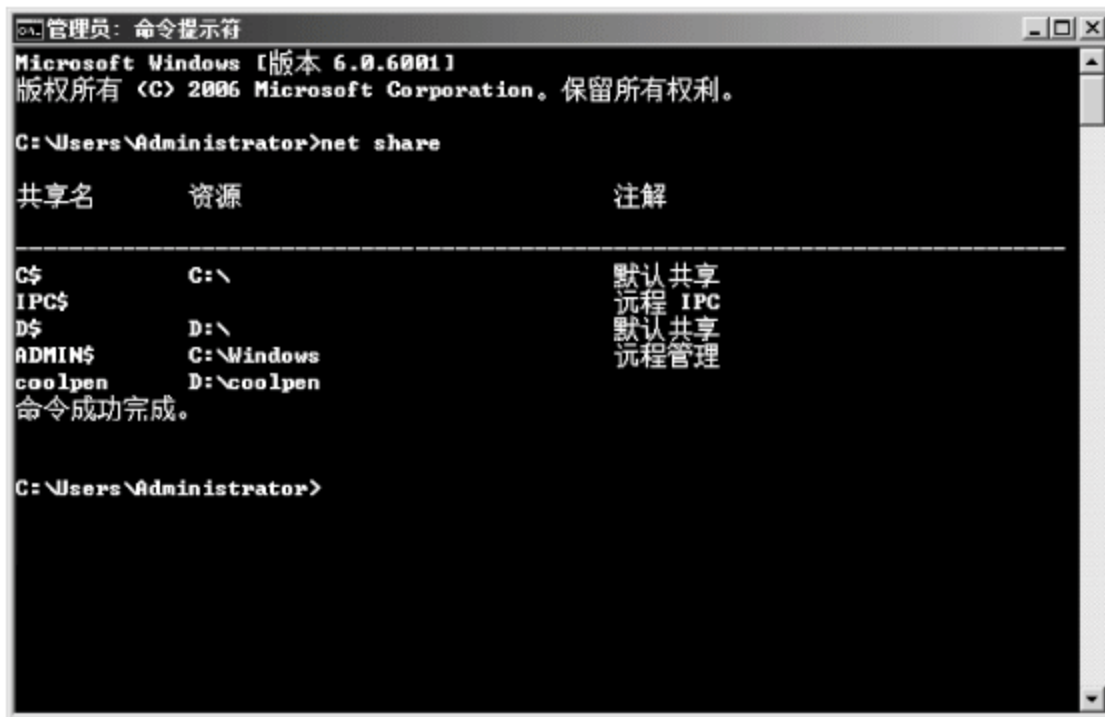 管理员: 命令提示符
Microsoft Windows [版本 6.0.6001]
版权所有 (C) 2006 Microsoft Corporation。保留所有权利。
C:\Users\Administrator>net share
共享名 资源 注解
-------------------------------------------------------------------------------
C$ C:\ 默认共享
IPC$ 远程 IPC
D$ D:\ 默认共享
ADMIN$ C:\Windows 远程管理
coolpen D:\coolpen
命令成功完成。
C:\Users\Administrator>